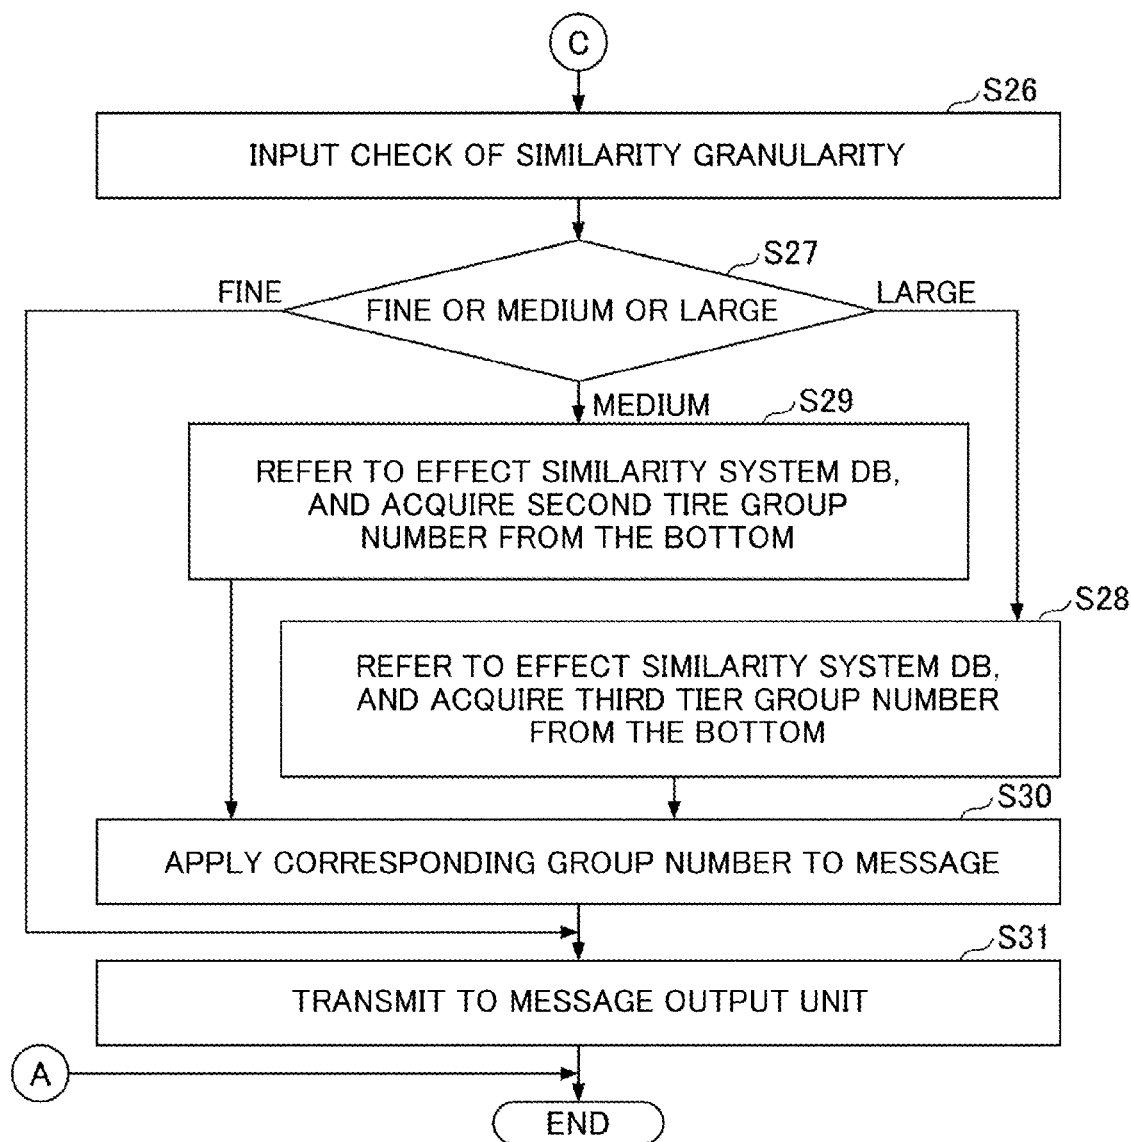 C
S26
INPUT CHECK OF SIMILARITY GRANULARITY
S27
FINE
FINE OR MEDIUM OR LARGE
LARGE
MEDIUM
S29
REFER TO EFFECT SIMILARITY SYSTEM DB,
AND ACQUIRE SECOND TIRE GROUP
NUMBER FROM THE BOTTOM
S28
REFER TO EFFECT SIMILARITY SYSTEM DB,
AND ACQUIRE THIRD TIER GROUP NUMBER
FROM THE BOTTOM
S30
APPLY CORRESPONDING GROUP NUMBER TO MESSAGE
S31
TRANSMIT TO MESSAGE OUTPUT UNIT
A
END